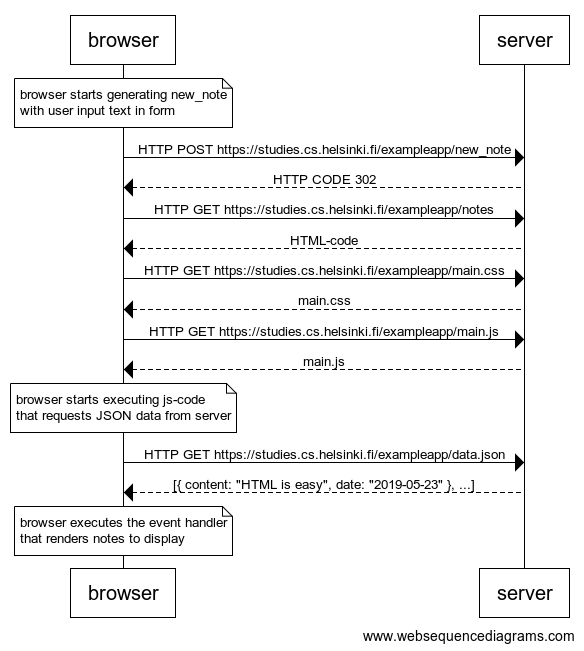 browser
server
browser starts generating new_note
with user input text in form
HTTP POST https://studies.cs.helsinki.fi/exampleapp/new_note
HTTP CODE 302
HTTP GET https://studies.cs.helsinki.fi/exampleapp/notes
HTML-code
HTTP GET https://studies.cs.helsinki.fi/exampleapp/main.css
main.css
HTTP GET https://studies.cs.helsinki.fi/exampleapp/main.js
main.js
browser starts executing js-code
that requests JSON data from server
HTTP GET https://studies.cs.helsinki.fi/exampleapp/data.json
[{ content: "HTML is easy", date: "2019-05-23" }, ...]
browser executes the event handler
that renders notes to display
browser
server
www.websequencediagrams.com